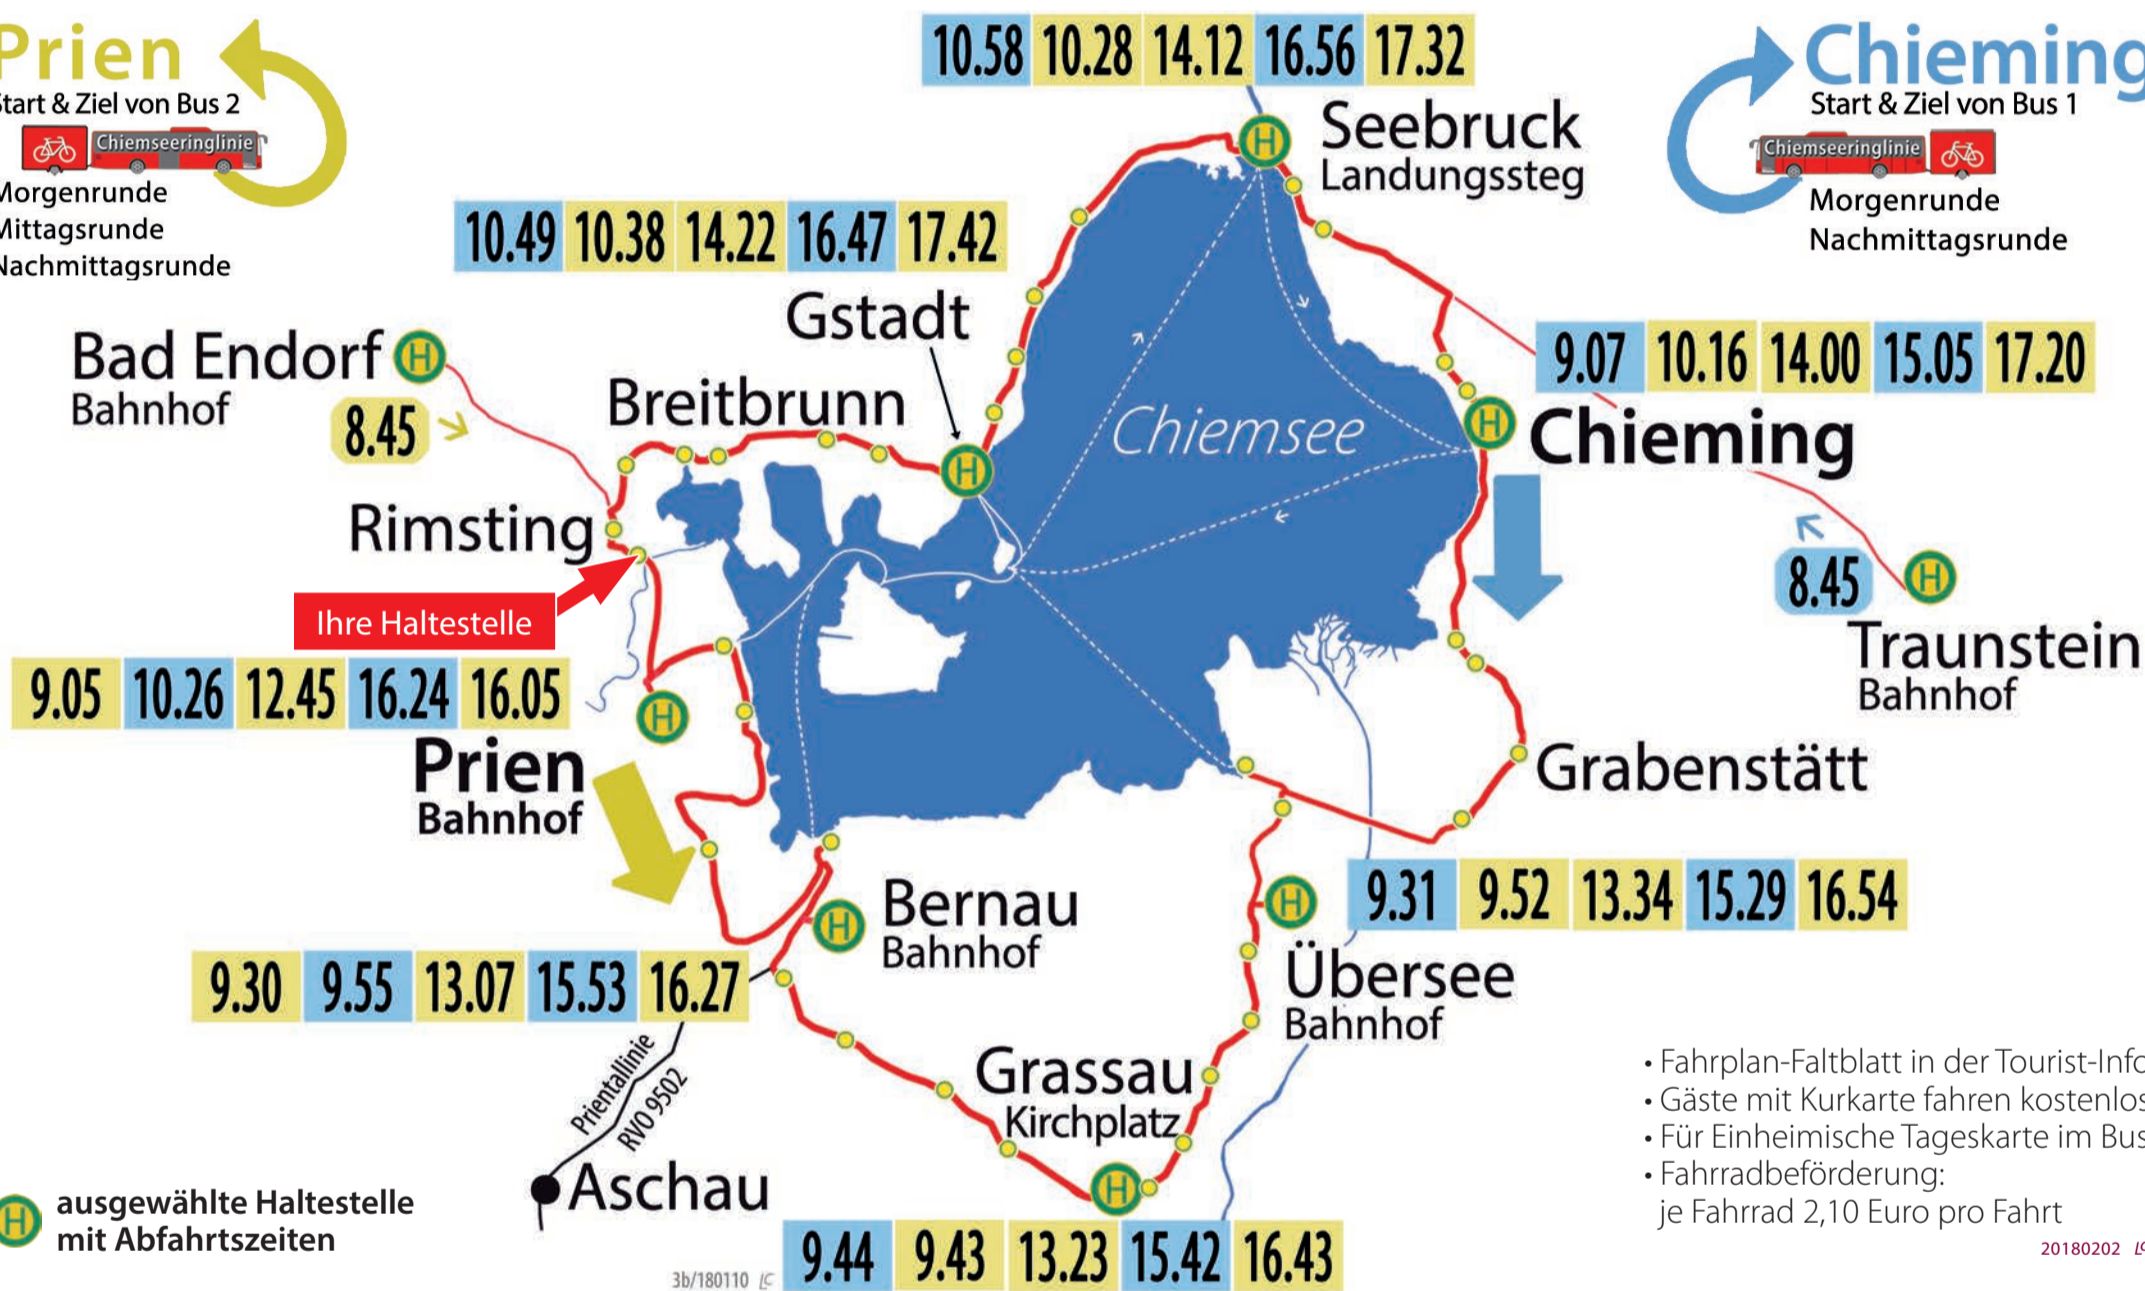 Prien
Start & Ziel von Bus 2
Chiemseeringlinie
Morgenrunde
Mittagsrunde
Nachmittagsrunde
10.58 10.28 14.12 16.56 17.32
Seebruck
Landungssteg
Chieming
Start & Ziel von Bus 1
Chiemseeringlinie
Morgenrunde
Nachmittagsrunde
10.49 10.38 14.22 16.47 17.42
Gstadt
Bad Endorf H
Bahnhof
8.45
Breitbrunn
Chiemsee
9.07 10.16 14.00 15.05 17.20
H Chieming
H
H
Rimsting
Ihre Haltestelle
8.45
H
Traunstein
Bahnhof
9.05 10.26 12.45 16.24 16.05
H
Prien
Bahnhof
Grabenstätt
H
Bernau
Bahnhof
H
9.31 9.52 13.34 15.29 16.54
Übersee
Bahnhof
9.30 9.55 13.07 15.53 16.27
Prientallinie
RVO 9502
Aschau
Grassau
Kirchplatz
H
9.44 9.43 13.23 15.42 16.43
3b/180110 LC
H ausgewählte Haltestelle
mit Abfahrtszeiten
• Fahrplan-Faltblatt in der Tourist-Info
• Gäste mit Kurkarte fahren kostenlos
• Für Einheimische Tageskarte im Bus
• Fahrradbeförderung:
je Fahrrad 2,10 Euro pro Fahrt
20180202 LC